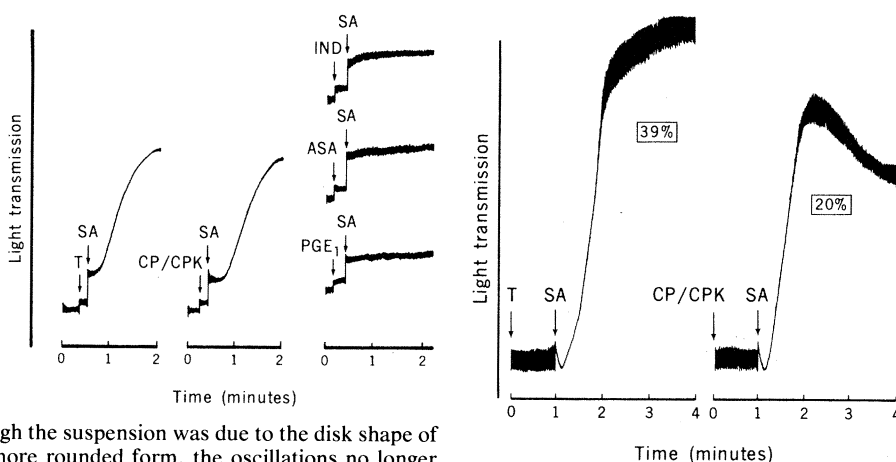 SA
IND
SA
ASA
SA
PGE1
SA
T
SA
CP/CPK
Light transmission
0 1 2
0 1 2
0 1 2
Time (minutes)
gh the suspension was due to the disk shape of
more rounded form, the oscillations no longer
39%
20%
T SA CP/CPK SA
Light transmission
0 1 2 3 4
0 1 2 3 4
Time (minutes)